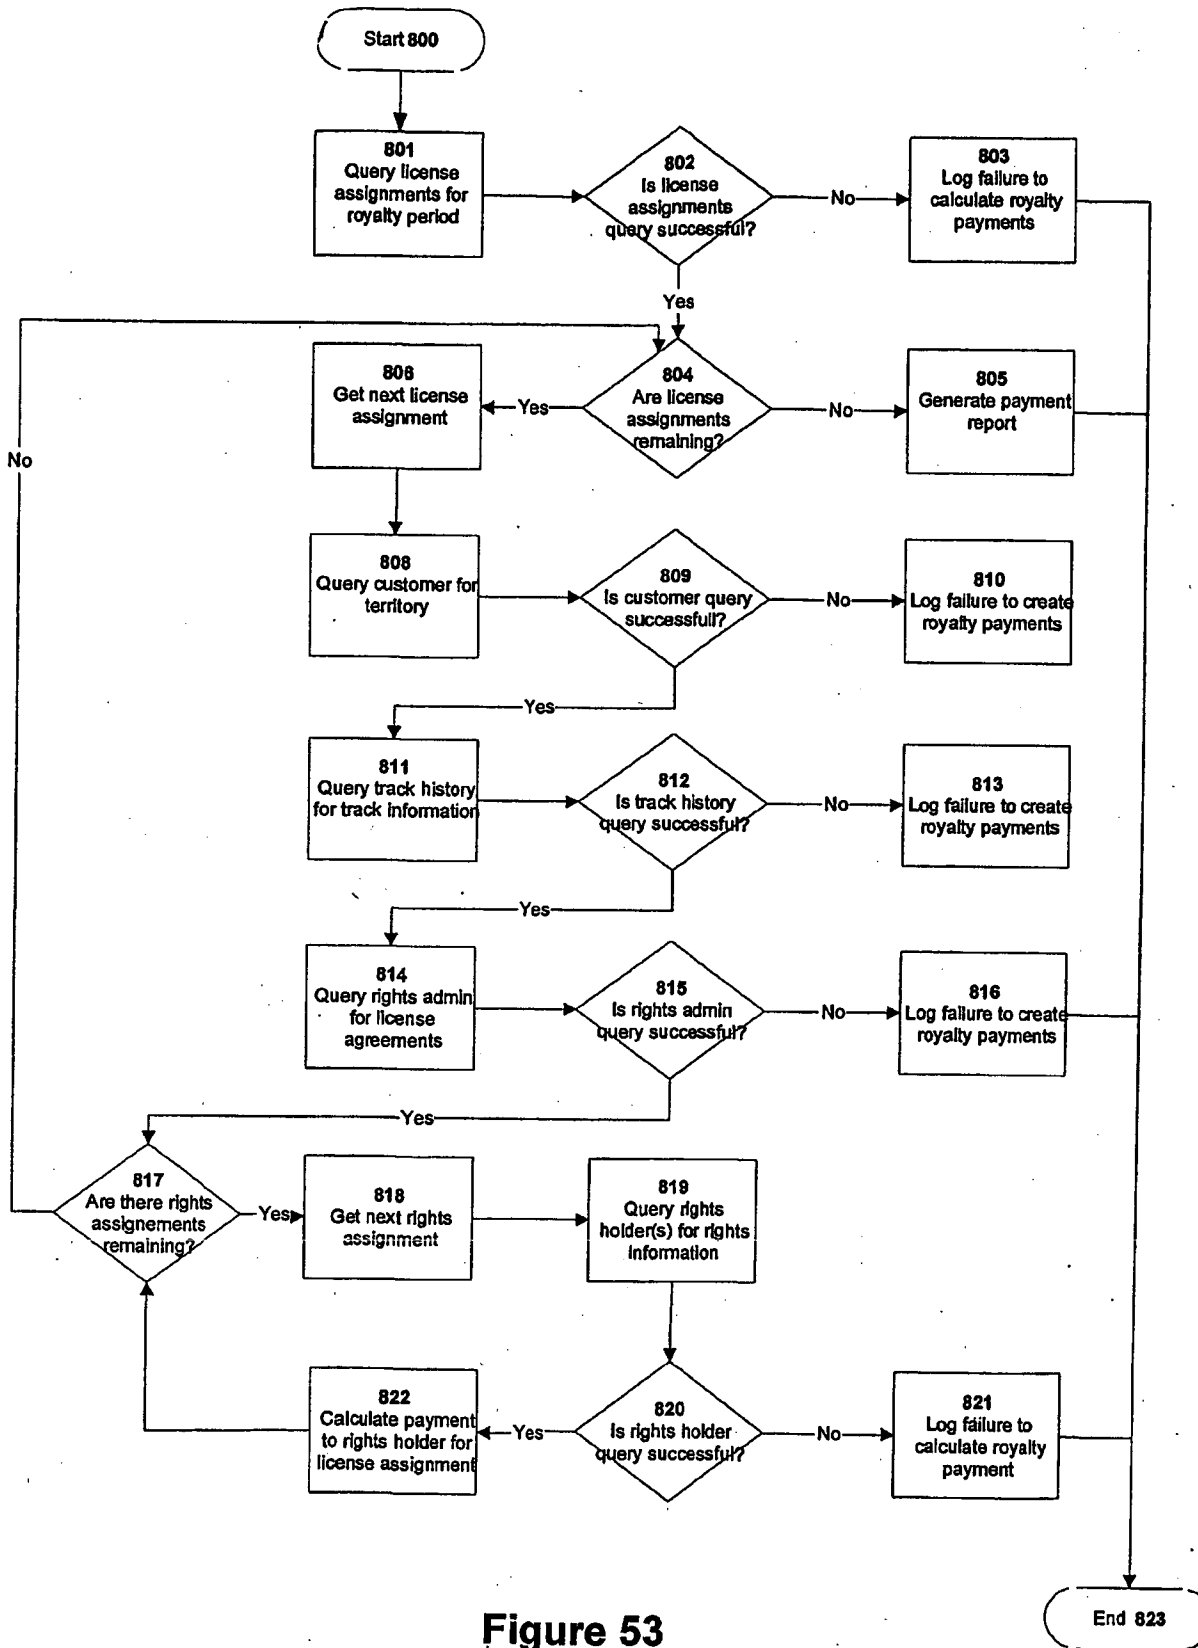 Start 800
801
Query license
assignments for
royalty period
802
Is license
assignments
query successful?
No
803
Log failure to
calculate royalty
payments
Yes
806
Get next license
assignment
Yes
804
Are license
assignments
remaining?
No
805
Generate payment
report
No
808
Query customer for
territory
809
Is customer query
successfull?
No
810
Log failure to create
royalty payments
Yes
811
Query track history
for track information
812
Is track history
query successful?
No
813
Log failure to create
royalty payments
Yes
814
Query rights admin
for license
agreements
815
Is rights admin
query successful?
No
816
Log failure to create
royalty payments
Yes
817
Are there rights
assignements
remaining?
Yes
818
Get next rights
assignment
819
Query rights
holder(s) for rights
information
822
Calculate payment
to rights holder for
license assignment
Yes
820
Is rights holder
query successful?
No
821
Log failure to
calculate royalty
payment
End 823
Figure 53